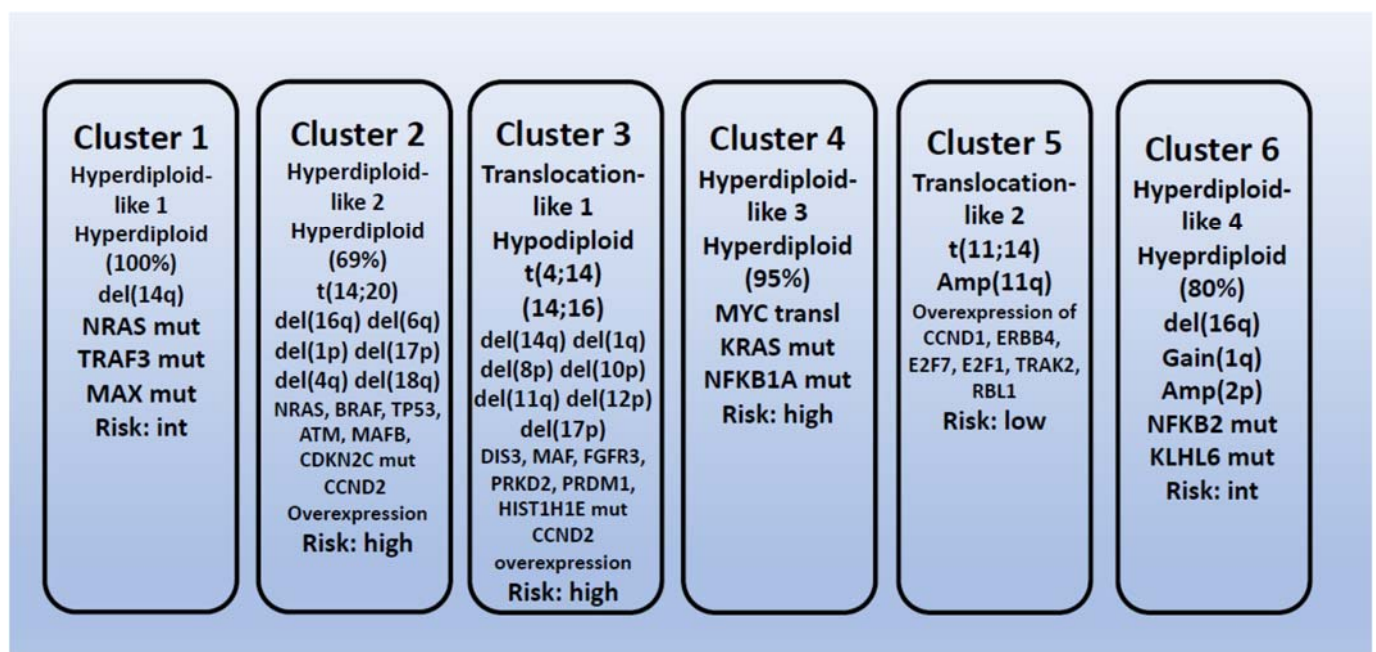 Cluster 1
Hyperdiploid-
like 1
Hyperdiploid
(100%)
del(14q)
NRAS mut
TRAF3 mut
MAX mut
Risk: int
Cluster 2
Hyperdiploid-
like 2
Hyperdiploid
(69%)
t(14;20)
del(16q) del(6q)
del(1p) del(17p)
del(4q) del(18q)
NRAS, BRAF, TP53,
ATM, MAFB,
CDKN2C mut
CCND2
Overexpression
Risk: high
Cluster 3
Translocation-
like 1
Hypodiploid
t(4;14)
(14;16)
del(14q) del(1q)
del(8p) del(10p)
del(11q) del(12p)
del(17p)
DIS3, MAF, FGFR3,
PRKD2, PRDM1,
HIST1H1E mut
CCND2
overexpression
Risk: high
Cluster 4
Hyperdiploid-
like 3
Hyperdiploid
(95%)
MYC transl
KRAS mut
NFKB1A mut
Risk: high
Cluster 5
Translocation-
like 2
t(11;14)
Amp(11q)
Overexpression of
CCND1, ERBB4,
E2F7, E2F1, TRAK2,
RBL1
Risk: low
Cluster 6
Hyperdiploid-
like 4
Hyeprdiploid
(80%)
del(16q)
Gain(1q)
Amp(2p)
NFKB2 mut
KLHL6 mut
Risk: int